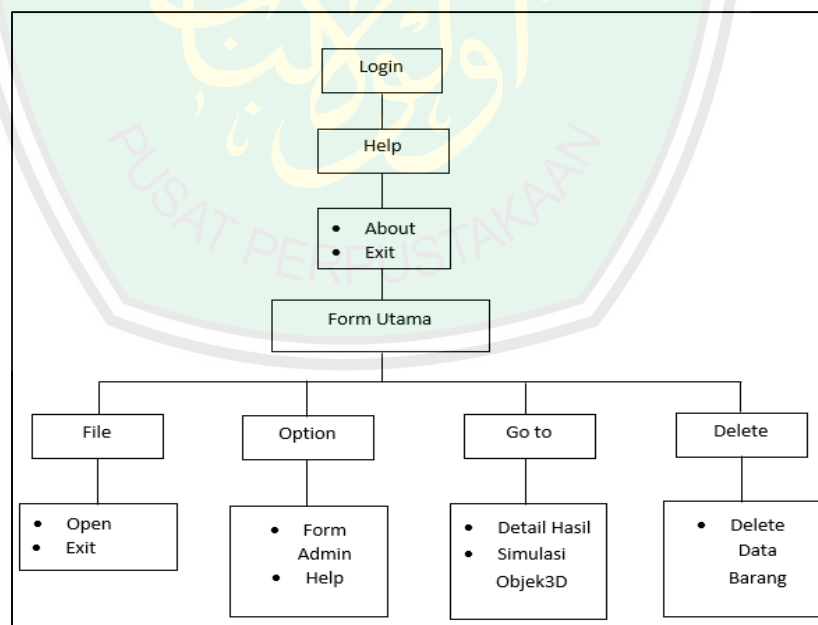 Login
Help
• About
• Exit
PUSAT PERPUSTAKAAN
Form Utama
File
Option
Go to
Delete
• Open
• Exit
• Form
Admin
• Help
• Detail Hasil
• Simulasi
Objek3D
• Delete
Data
Barang